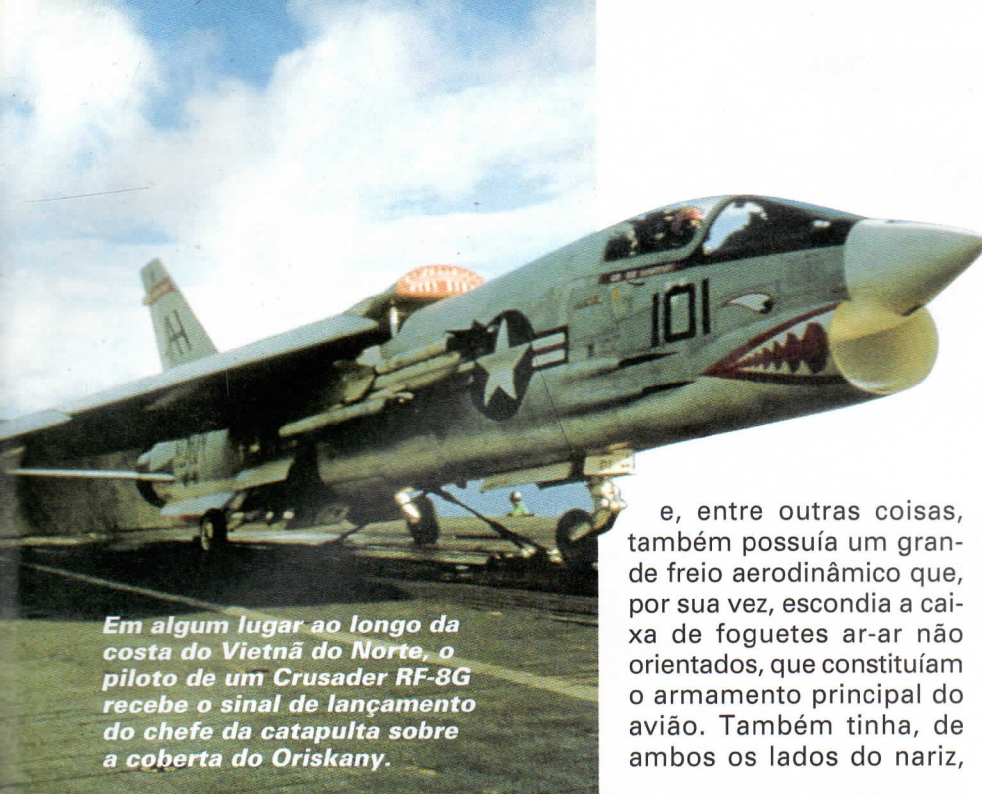 AH
101
NAVY
Em algum lugar ao longo da
costa do Vietnã do Norte, o
piloto de um Crusader RF-8G
recebe o sinal de lançamento
do chefe da catapulta sobre
a coberta do Oriskany.
e, entre outras coisas,
também possuía um gran-
de freio aerodinâmico que,
por sua vez, escondia a cai-
xa de foguetes ar-ar não
orientados, que constituíam
o armamento principal do
avião. Também tinha, de
ambos os lados do nariz,